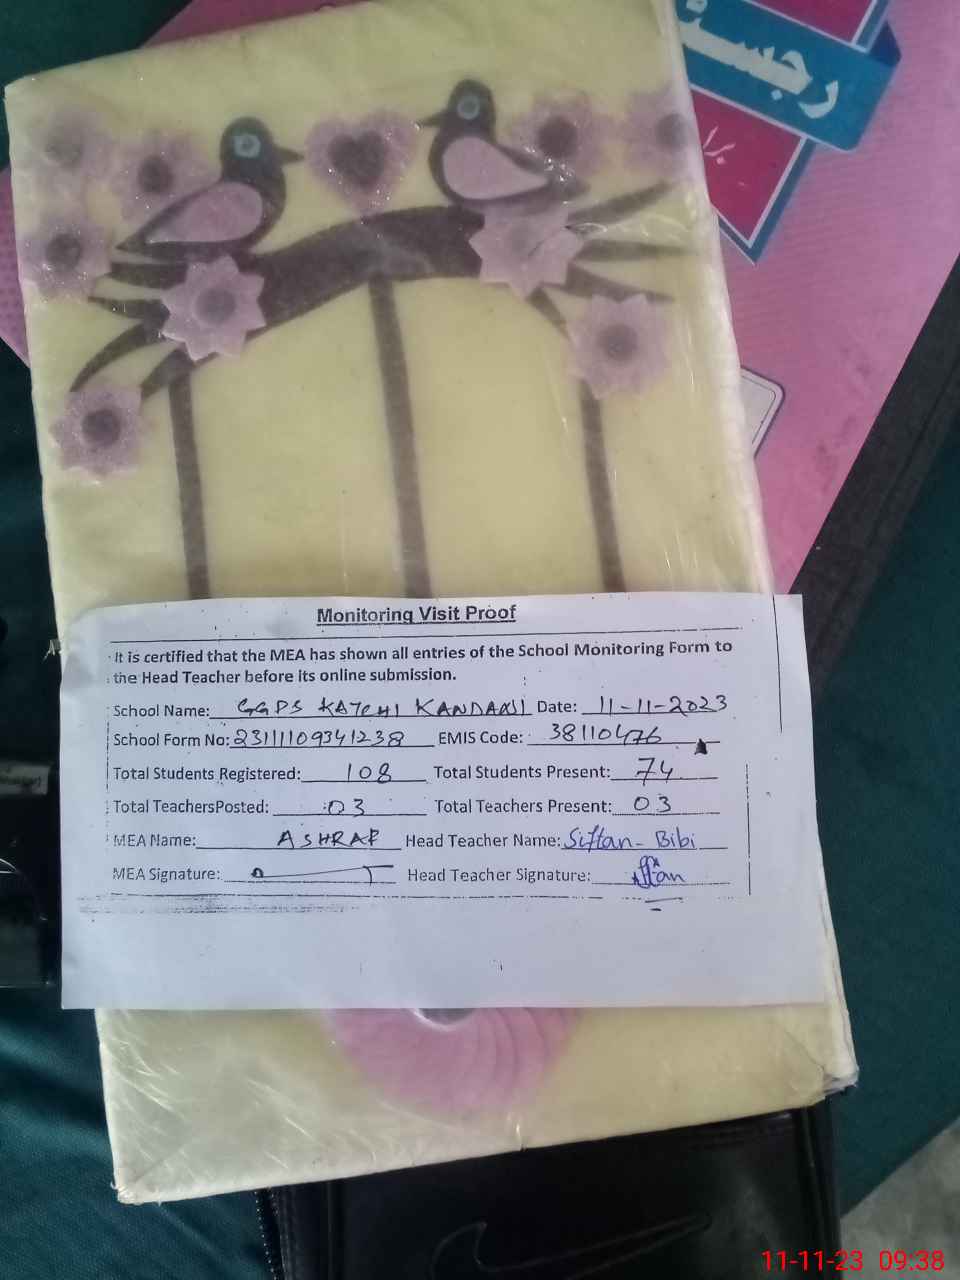 رجسٹر
Monitoring Visit Proof
It is certified that the MEA has shown all entries of the School Monitoring Form to
the Head Teacher before its online submission.
School Name: GGPS KATCHI KANDANI Date: 11-11-2023
School Form No: 23111109341238 EMIS Code: 38110476
Total Students Registered: 108 Total Students Present: 74
Total TeachersPosted: 03 Total Teachers Present: 03
MEA Name: ASHRAF Head Teacher Name: Siftan-Bibi
MEA Signature: Head Teacher Signature:
11-11-23 09:38